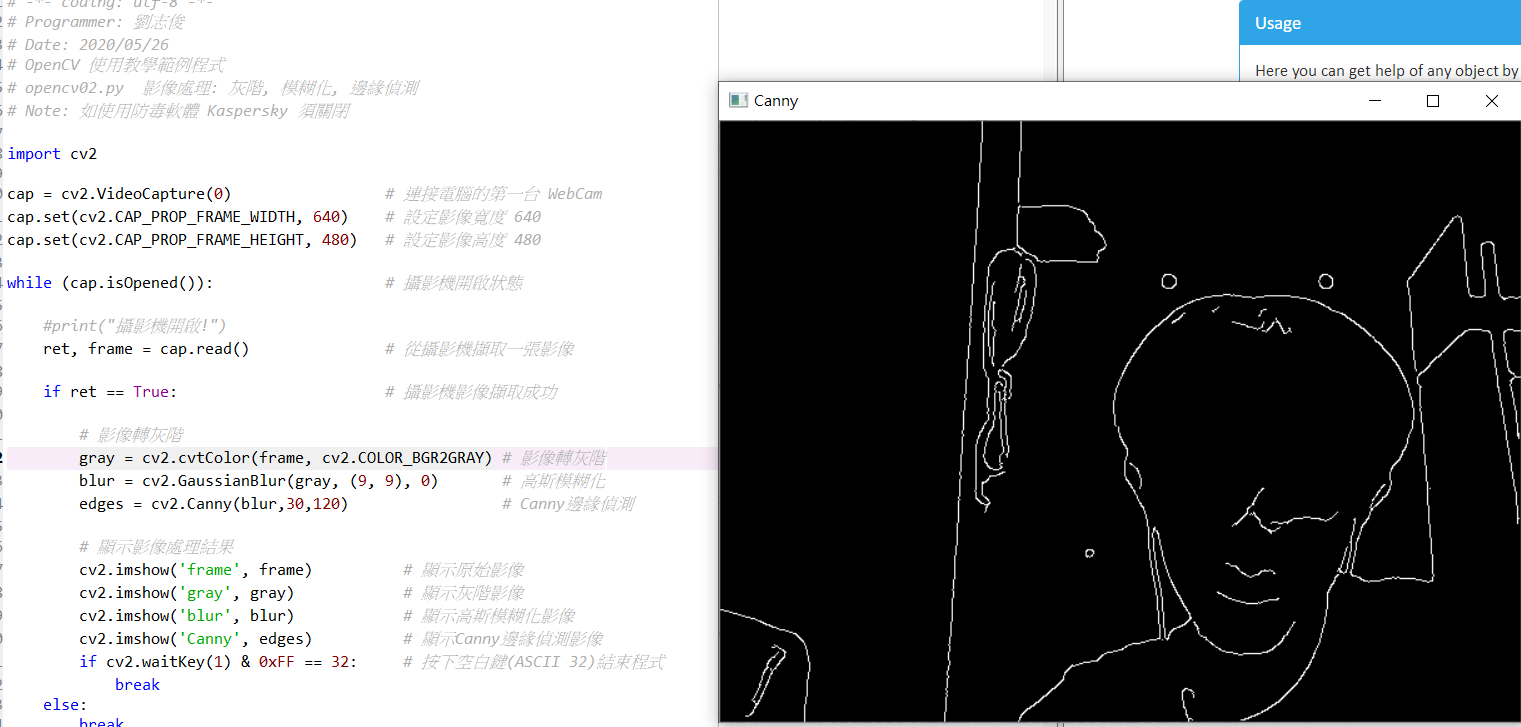 # -*- coding: utf-8 -*-
# Programmer: 劉志俊
# Date: 2020/05/26
# OpenCV 使用教學範例程式
# opencv02.py  影像處理: 灰階, 模糊化, 邊緣偵測
# Note: 如使用防毒軟體 Kaspersky 須關閉
import cv2
cap = cv2.VideoCapture(0) # 連接電腦的第一台 WebCam
cap.set(cv2.CAP_PROP_FRAME_WIDTH, 640) # 設定影像寬度 640
cap.set(cv2.CAP_PROP_FRAME_HEIGHT, 480) # 設定影像高度 480
while (cap.isOpened()): # 攝影機開啟狀態
#print("攝影機開啟!")
ret, frame = cap.read() # 從攝影機擷取一張影像
if ret == True: # 攝影機影像擷取成功
# 影像轉灰階
gray = cv2.cvtColor(frame, cv2.COLOR_BGR2GRAY) # 影像轉灰階
blur = cv2.GaussianBlur(gray, (9, 9), 0) # 高斯模糊化
edges = cv2.Canny(blur,30,120) # Canny邊緣偵測
# 顯示影像處理結果
cv2.imshow('frame', frame) # 顯示原始影像
cv2.imshow('gray', gray) # 顯示灰階影像
cv2.imshow('blur', blur) # 顯示高斯模糊化影像
cv2.imshow('Canny', edges) # 顯示Canny邊緣偵測影像
if cv2.waitKey(1) & 0xFF == 32: # 按下空白鍵(ASCII 32)結束程式
break
else:
break
Usage
Here you can get help of any object by
Canny